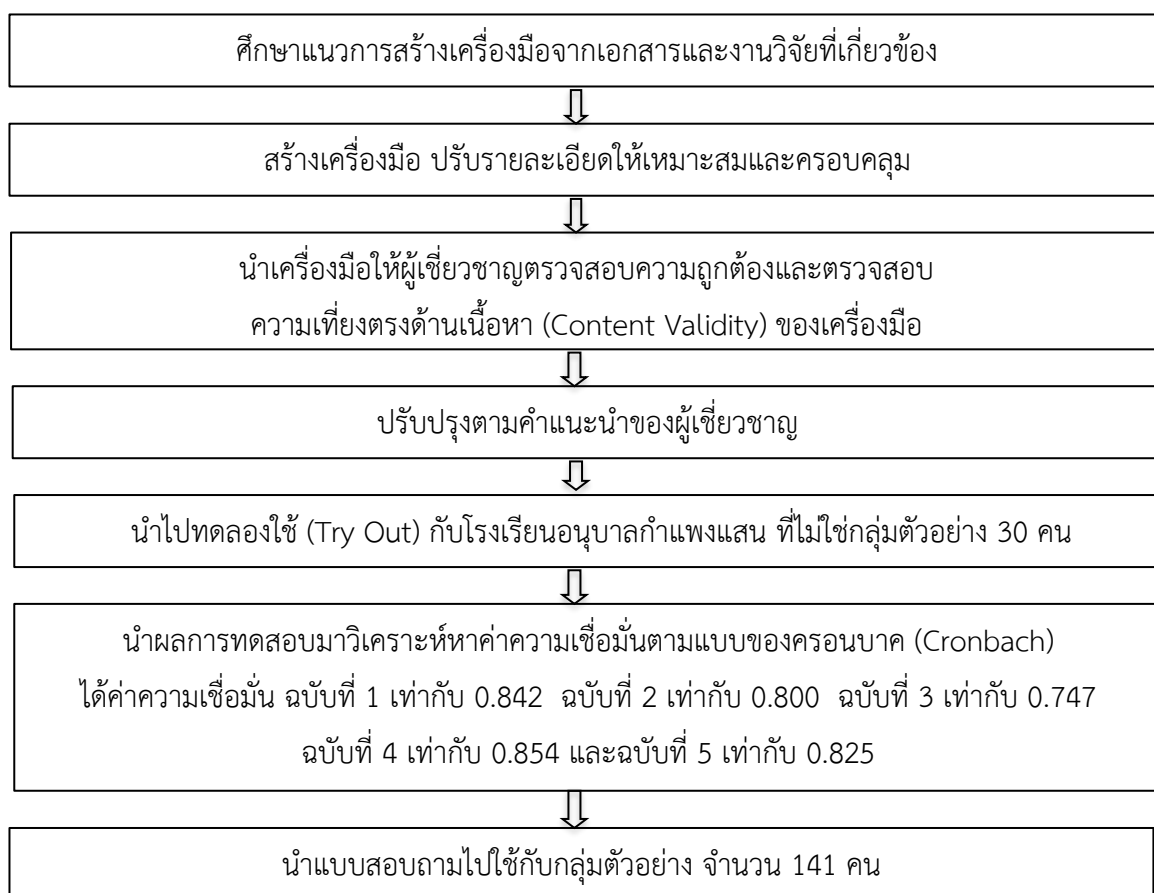 ศึกษาแนวการสร้างเครื่องมือจากเอกสารและงานวิจัยที่เกี่ยวข้อง
สร้างเครื่องมือ ปรับรายละเอียดให้เหมาะสมและครอบคลุม
นำเครื่องมือให้ผู้เชี่ยวชาญตรวจสอบความถูกต้องและตรวจสอบ
ความเที่ยงตรงด้านเนื้อหา (Content Validity) ของเครื่องมือ
ปรับปรุงตามคำแนะนำของผู้เชี่ยวชาญ
นำไปทดลองใช้ (Try Out) กับโรงเรียนอนุบาลกำแพงแสน ที่ไม่ใช่กลุ่มตัวอย่าง 30 คน
นำผลการทดสอบมาวิเคราะห์หาค่าความเชื่อมั่นตามแบบของครอนบาค (Cronbach)
ได้ค่าความเชื่อมั่น ฉบับที่ 1 เท่ากับ 0.842 ฉบับที่ 2 เท่ากับ 0.800 ฉบับที่ 3 เท่ากับ 0.747
ฉบับที่ 4 เท่ากับ 0.854 และฉบับที่ 5 เท่ากับ 0.825
นำแบบสอบถามไปใช้กับกลุ่มตัวอย่าง จำนวน 141 คน